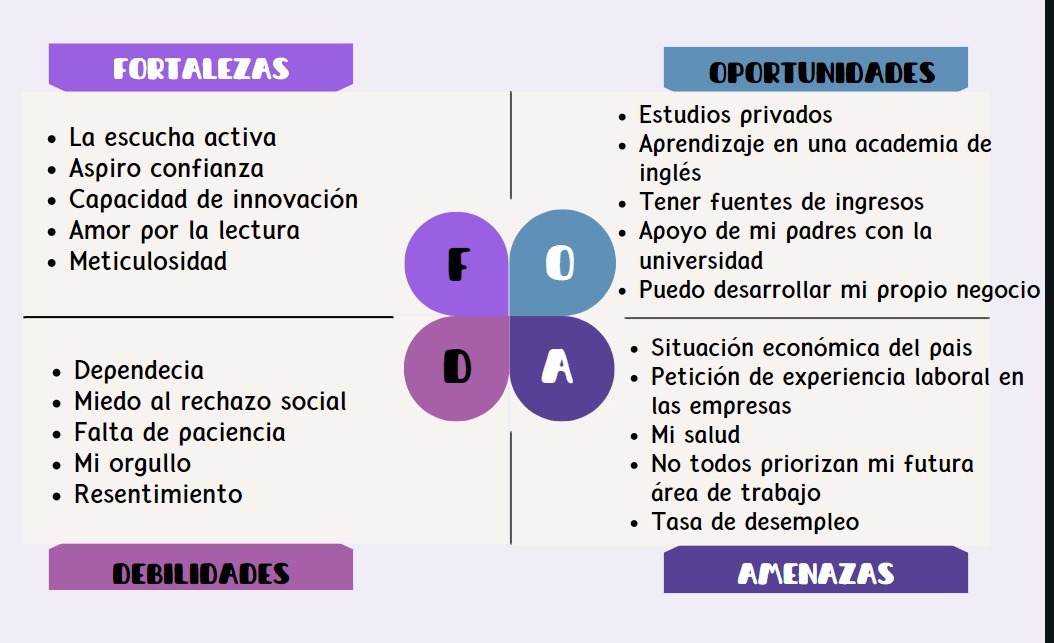 FORTALEZAS
La escucha activa
Aspiro confianza
Capacidad de innovación
Amor por la lectura
Meticulosidad
OPORTUNIDADES
Estudios privados
Aprendizaje en una academia de
inglés
Tener fuentes de ingresos
Apoyo de mi padres con la
universidad
Puedo desarrollar mi propio negocio
F
O
D
A
Dependecia
Miedo al rechazo social
Falta de paciencia
Mi orgullo
Resentimiento
DEBILIDADES
Situación económica del pais
Petición de experiencia laboral en
las empresas
Mi salud
No todos priorizan mi futura
área de trabajo
Tasa de desempleo
AMENAZAS